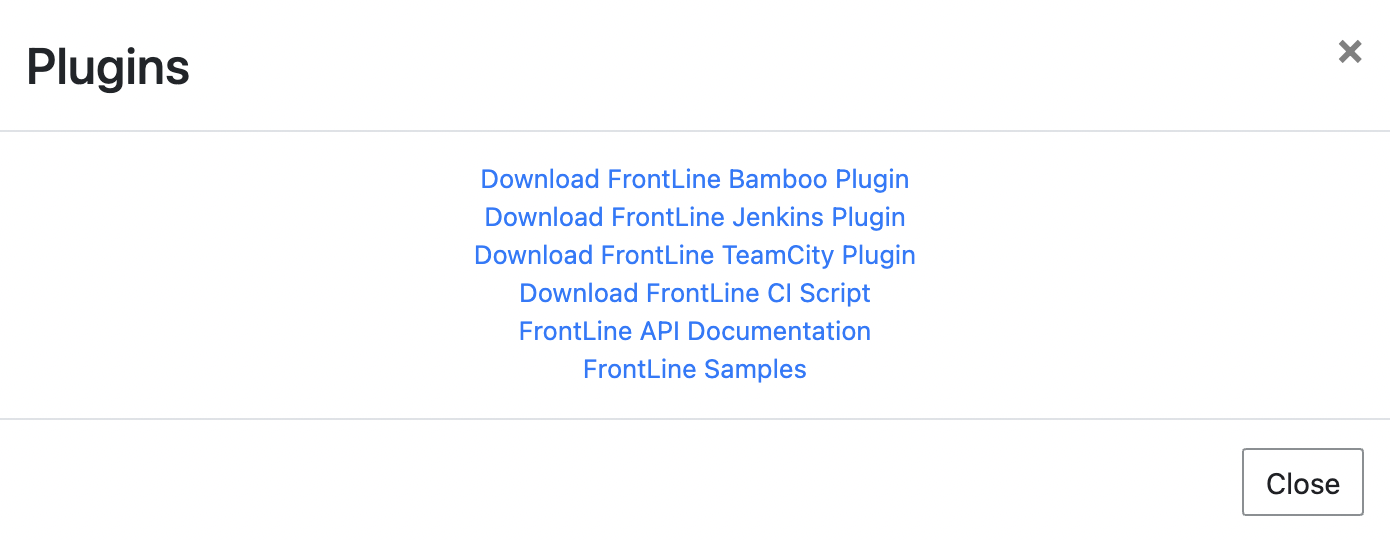 Plugins
×
Download FrontLine Bamboo Plugin
Download FrontLine Jenkins Plugin
Download FrontLine TeamCity Plugin
Download FrontLine CI Script
FrontLine API Documentation
FrontLine Samples
Close